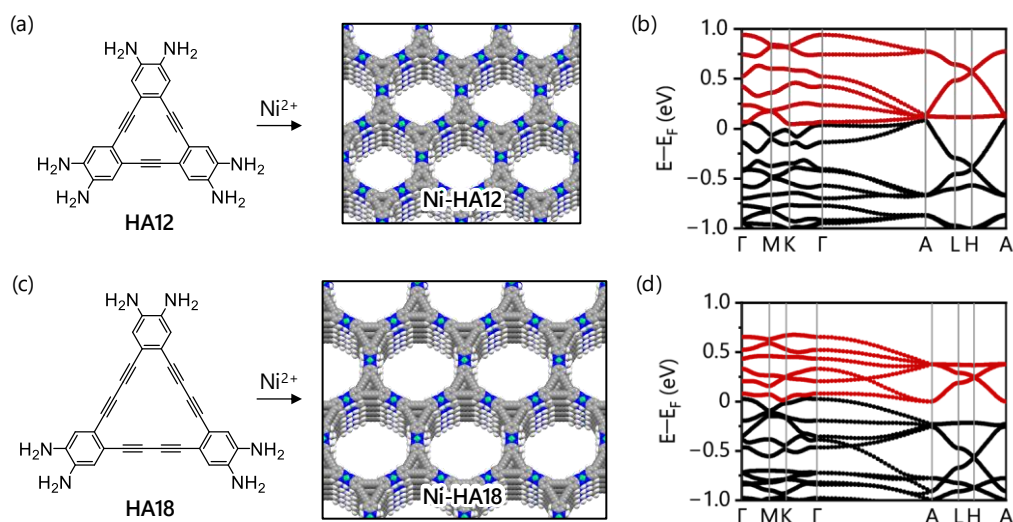 (a)
NH₂
H₂N
NH₂
H₂N
H₂N
NH₂
HA12
Ni²⁺
Ni-HA12
(b)
E−E_F (eV)
1.0
0.5
0
−0.5
−1.0
Γ M K Γ A L H A
(c)
H₂N
NH₂
H₂N
H₂N
NH₂
NH₂
HA18
Ni²⁺
Ni-HA18
(d)
E−E_F (eV)
1.0
0.5
0
−0.5
−1.0
Γ M K Γ A L H A